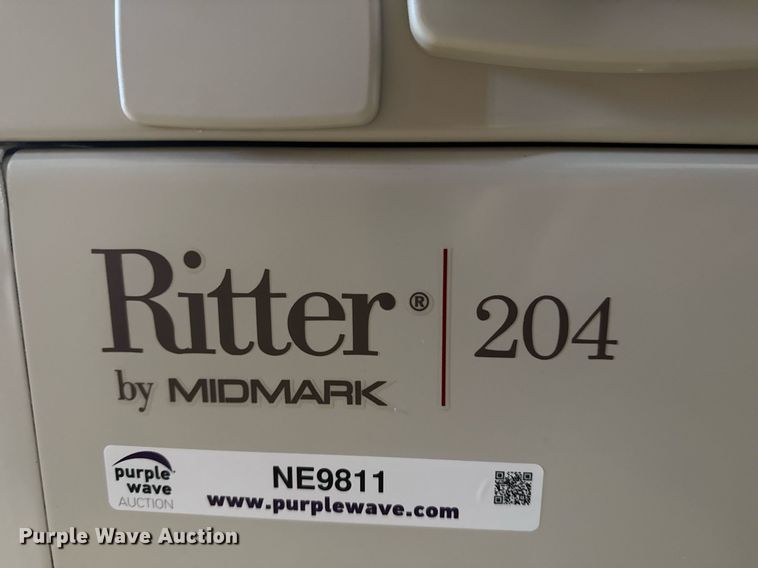 Ritter® | 204
by MIDMARK
purple wave AUCTION
NE9811
www.purplewave.com
Purple Wave Auction